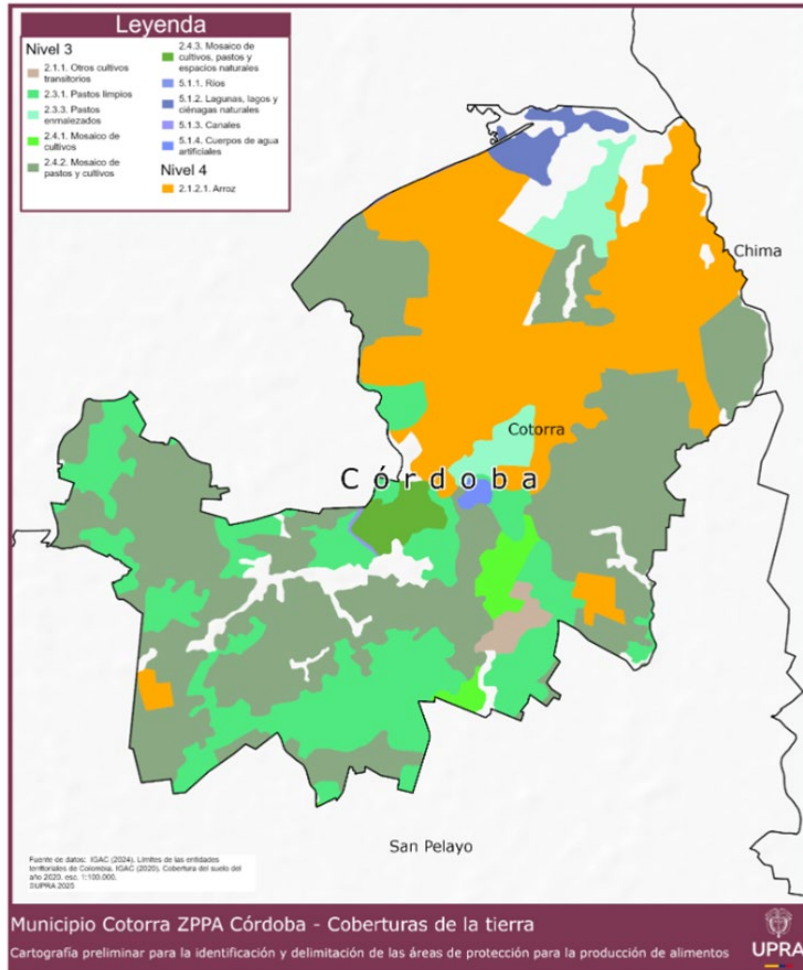 Leyenda
Nivel 3
2.1.1. Otros cultivos
transitorios
2.3.1. Pastos limpios
2.3.3. Pastos
enmalezados
2.4.1. Mosaico de
cultivos
2.4.2. Mosaico de
pastos y cultivos
2.4.3. Mosaico de
cultivos, pastos y
espacios naturales
5.1.1. Ríos
5.1.2. Lagunas, lagos y
ciénagas naturales
5.1.3. Canales
5.1.4. Cuerpos de agua
artificiales
Nivel 4
2.1.2.1. Arroz
Chima
Cotorra
Córdoba
San Pelayo
Fuente de datos: IGAC (2024). Límites de las entidades
territoriales de Colombia. IGAC (2020). Cobertura del suelo del
año 2020, esc. 1:100.000.
©UPRA 2025
Municipio Cotorra ZPPA Córdoba - Coberturas de la tierra
Cartografía preliminar para la identificación y delimitación de las áreas de protección para la producción de alimentos
UPRA